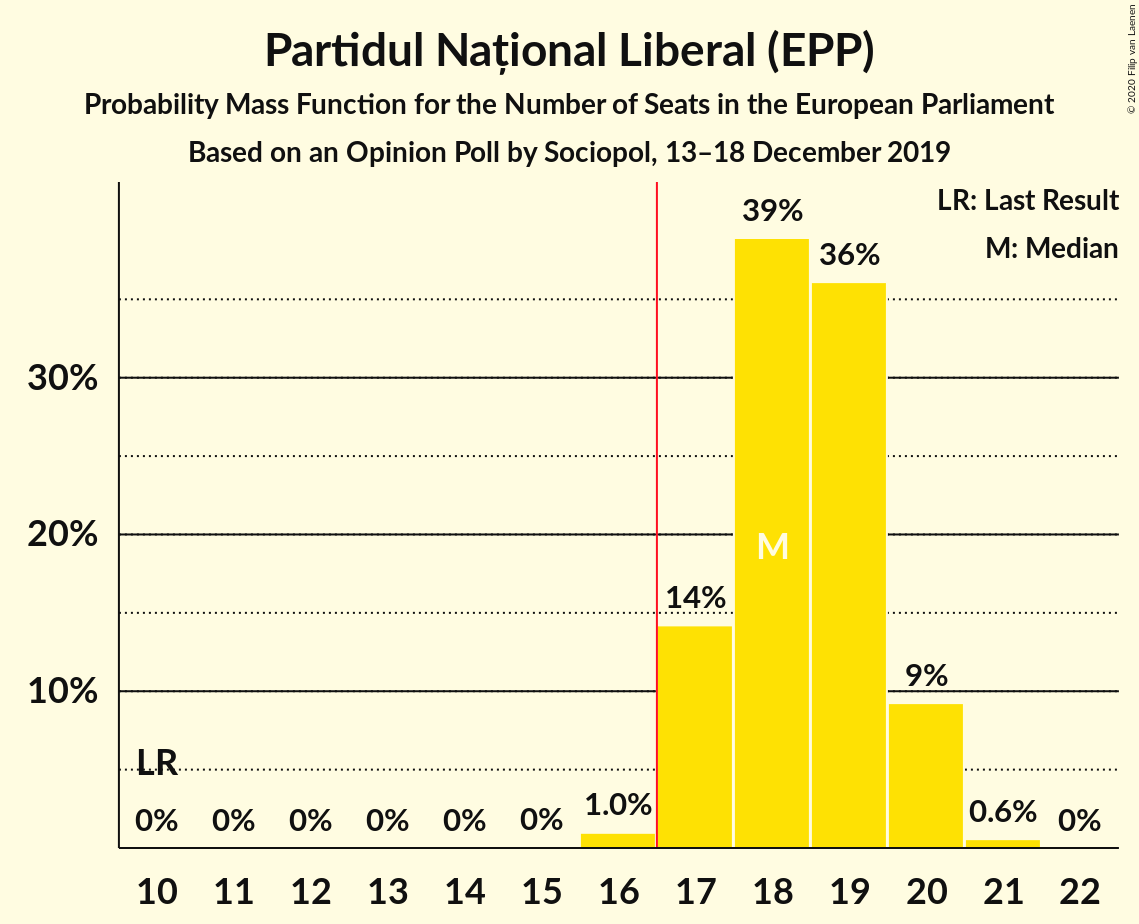 Partidul Național Liberal (EPP)
Probability Mass Function for the Number of Seats in the European Parliament
Based on an Opinion Poll by Sociopol, 13–18 December 2019
© 2020 Filip van Laenen
LR: Last Result
M: Median
39%
36%
30%
M
20%
14%
10%
9%
LR
0% 0% 0% 0% 0% 0% 1.0% 0.6% 0%
10 11 12 13 14 15 16 17 18 19 20 21 22